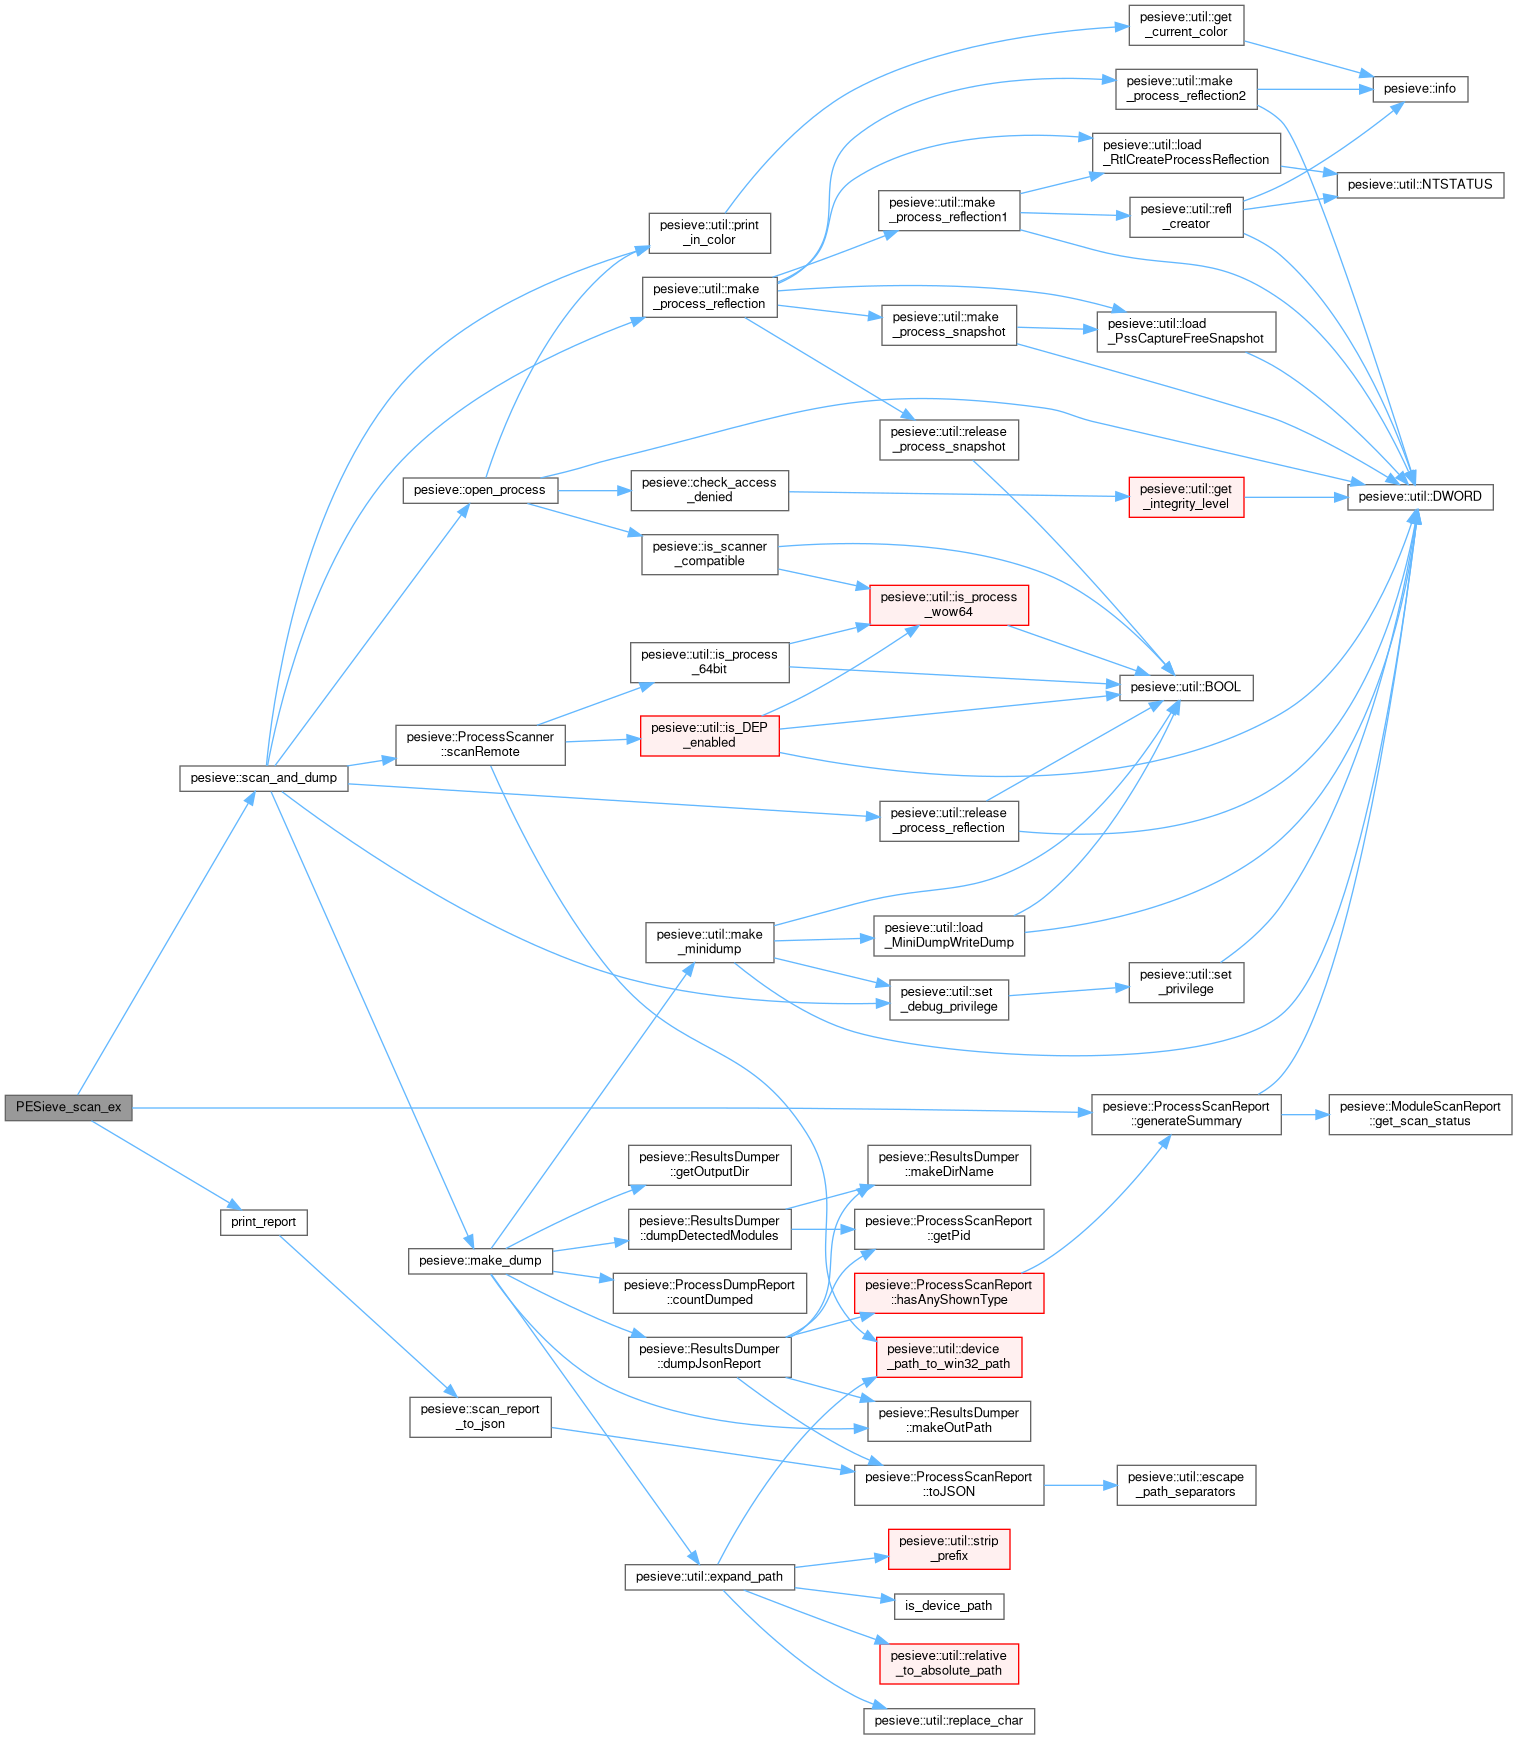 PESieve_scan_ex
pesieve::scan_and_dump
print_report
pesieve::open_process
pesieve::ProcessScanner
::scanRemote
pesieve::make_dump
pesieve::scan_report
_to_json
pesieve::util::print
_in_color
pesieve::util::make
_process_reflection
pesieve::check_access
_denied
pesieve::is_scanner
_compatible
pesieve::util::is_process
_64bit
pesieve::util::is_DEP
_enabled
pesieve::util::make
_minidump
pesieve::ResultsDumper
::getOutputDir
pesieve::ResultsDumper
::dumpDetectedModules
pesieve::ProcessDumpReport
::countDumped
pesieve::ResultsDumper
::dumpJsonReport
pesieve::util::expand_path
pesieve::util::make
_process_reflection1
pesieve::util::make
_process_snapshot
pesieve::util::release
_process_snapshot
pesieve::util::is_process
_wow64
pesieve::util::release
_process_reflection
pesieve::util::load
_MiniDumpWriteDump
pesieve::util::set
_debug_privilege
pesieve::ResultsDumper
::makeDirName
pesieve::ProcessScanReport
::getPid
pesieve::ProcessScanReport
::hasAnyShownType
pesieve::util::device
_path_to_win32_path
pesieve::ResultsDumper
::makeOutPath
pesieve::ProcessScanReport
::toJSON
pesieve::util::strip
_prefix
is_device_path
pesieve::util::relative
_to_absolute_path
pesieve::util::replace_char
pesieve::util::get
_current_color
pesieve::util::make
_process_reflection2
pesieve::util::load
_RtlCreateProcessReflection
pesieve::util::refl
_creator
pesieve::util::load
_PssCaptureFreeSnapshot
pesieve::util::get
_integrity_level
pesieve::util::BOOL
pesieve::util::set
_privilege
pesieve::ProcessScanReport
::generateSummary
pesieve::util::escape
_path_separators
pesieve::info
pesieve::util::NTSTATUS
pesieve::util::DWORD
pesieve::ModuleScanReport
::get_scan_status